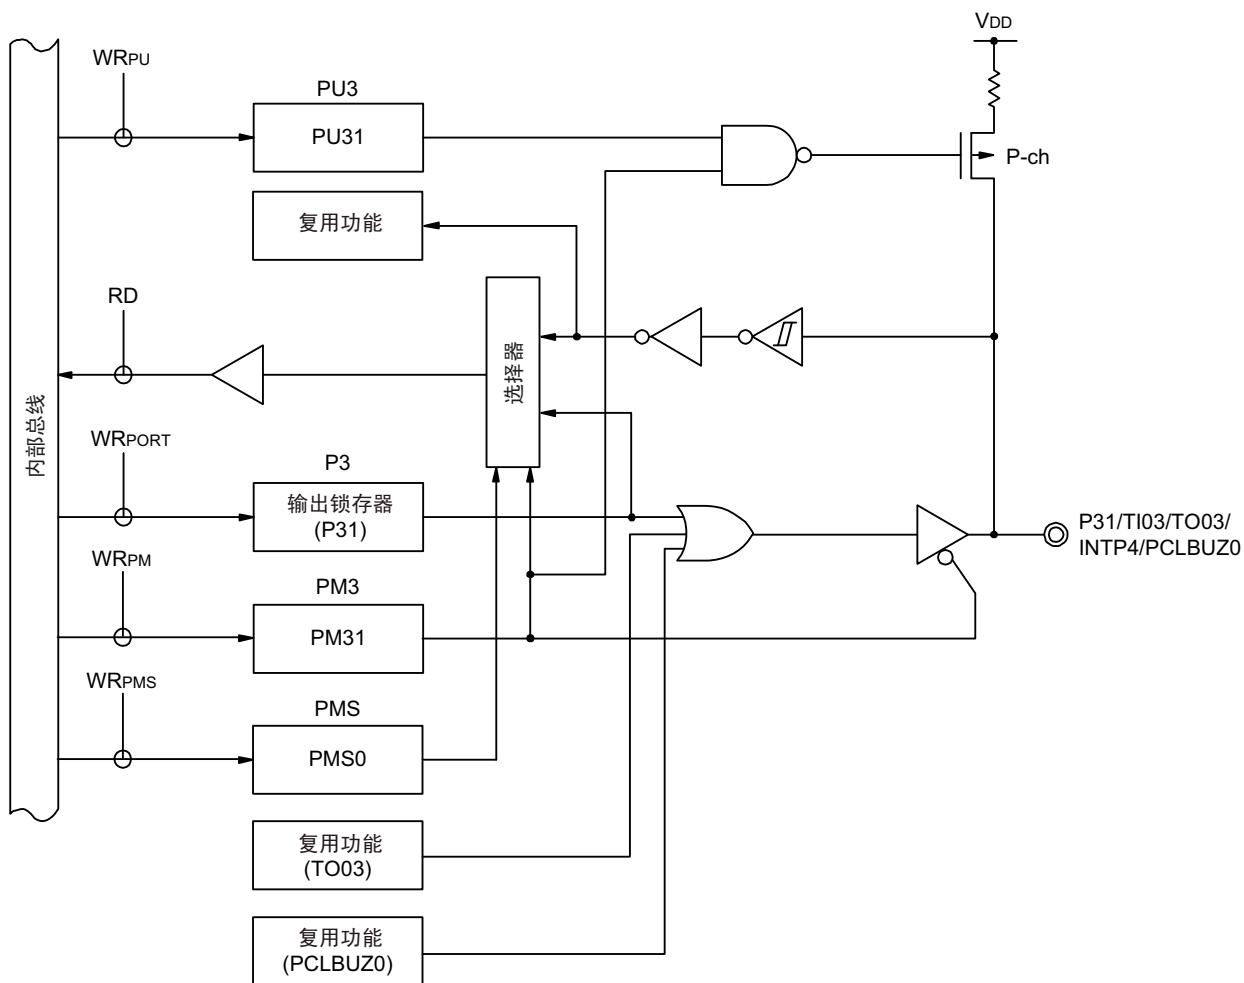 VDD
WRPU
PU3
PU31
P-ch
复用功能
RD
选择器
内部总线
WRPORT
P3
输出锁存器
(P31)
P31/TI03/TO03/
INTP4/PCLBUZ0
WRPM
PM3
PM31
WRPMS
PMS
PMS0
复用功能
(TO03)
复用功能
(PCLBUZ0)